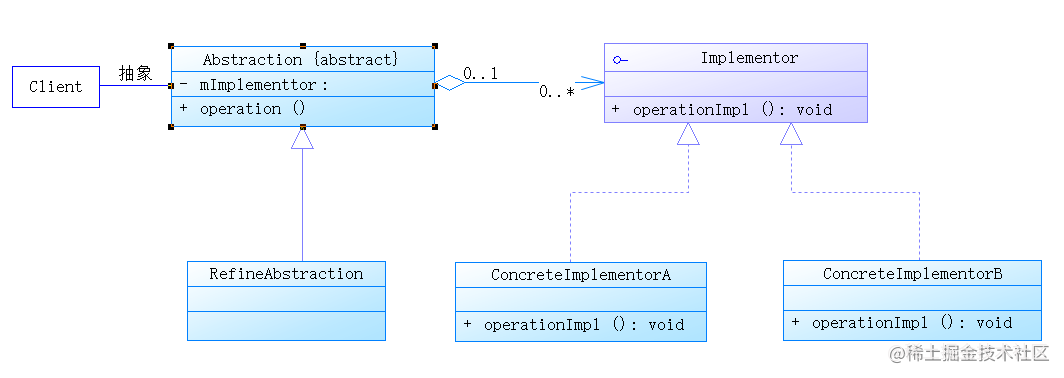 Client
抽象
Abstraction {abstract}
- mImplementtor :
+ operation ()
0..1
0..*
Implementor
+ operationImpl () : void
RefineAbstraction
ConcreteImplementorA
+ operationImpl () : void
ConcreteImplementorB
+ operationImpl () : void
@稀土掘金技术社区